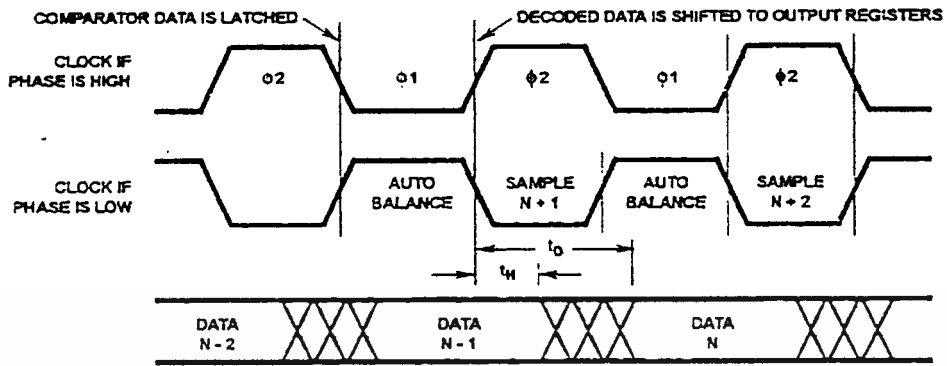 COMPARATOR DATA IS LATCHED
DECODED DATA IS SHIFTED TO OUTPUT REGISTERS
CLOCK IF
PHASE IS HIGH
ϕ2
ϕ1
ϕ2
ϕ1
ϕ2
CLOCK IF
PHASE IS LOW
AUTO
BALANCE
SAMPLE
N + 1
AUTO
BALANCE
SAMPLE
N + 2
tD
tH
DATA
N - 2
DATA
N - 1
DATA
N